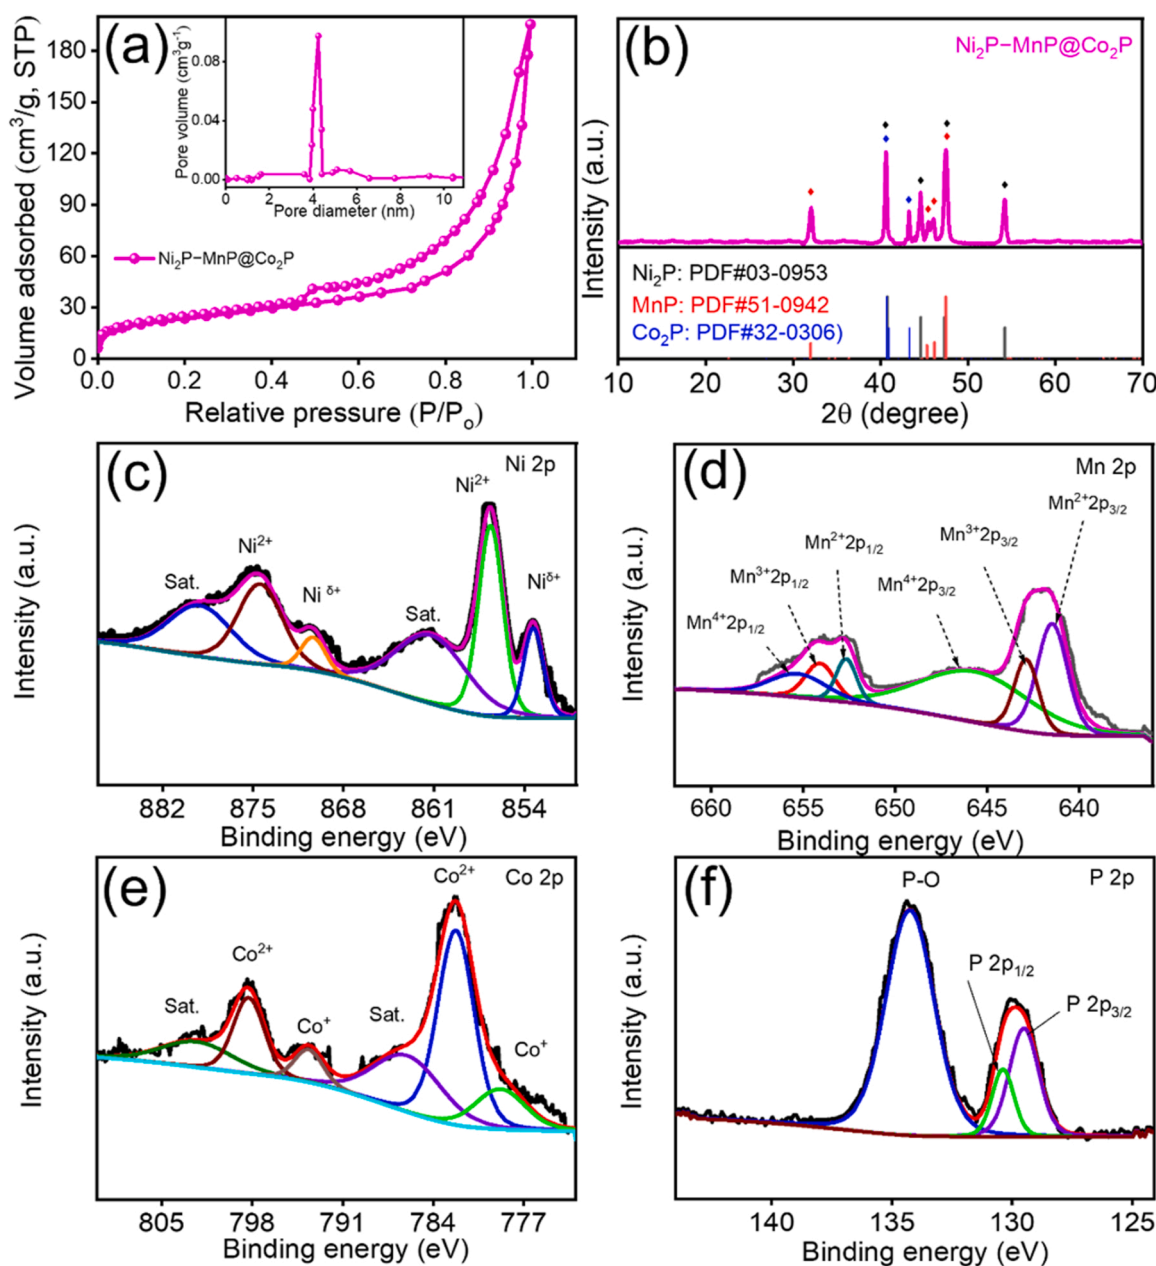 (a)
Volume adsorbed (cm³/g, STP)
180
150
120
90
60
30
0
0.0 0.2 0.4 0.6 0.8 1.0
Relative pressure (P/Pₒ)
Ni₂P−MnP@Co₂P
Pore volume (cm³g⁻¹)
0.08
0.04
0.00
0 2 4 6 8 10
Pore diameter (nm)
(b)
Ni₂P−MnP@Co₂P
Intensity (a.u.)
Ni₂P: PDF#03-0953
MnP: PDF#51-0942
Co₂P: PDF#32-0306)
10 20 30 40 50 60 70
2θ (degree)
(c)
Ni 2p
Ni²⁺
Ni²⁺
Sat.
Ni ᵟ⁺
Sat.
Niᵟ⁺
Intensity (a.u.)
882 875 868 861 854
Binding energy (eV)
(d)
Mn 2p
Mn²⁺2p₃/₂
Mn³⁺2p₃/₂
Mn²⁺2p₁/₂
Mn³⁺2p₁/₂
Mn⁴⁺2p₃/₂
Mn⁴⁺2p₁/₂
Intensity (a.u.)
660 655 650 645 640
Binding energy (eV)
(e)
Co²⁺
Co 2p
Co²⁺
Sat.
Co⁺
Sat.
Co⁺
Intensity (a.u.)
805 798 791 784 777
Binding energy (eV)
(f)
P-O
P 2p
P 2p₁/₂
P 2p₃/₂
Intensity (a.u.)
140 135 130 125
Binding energy (eV)